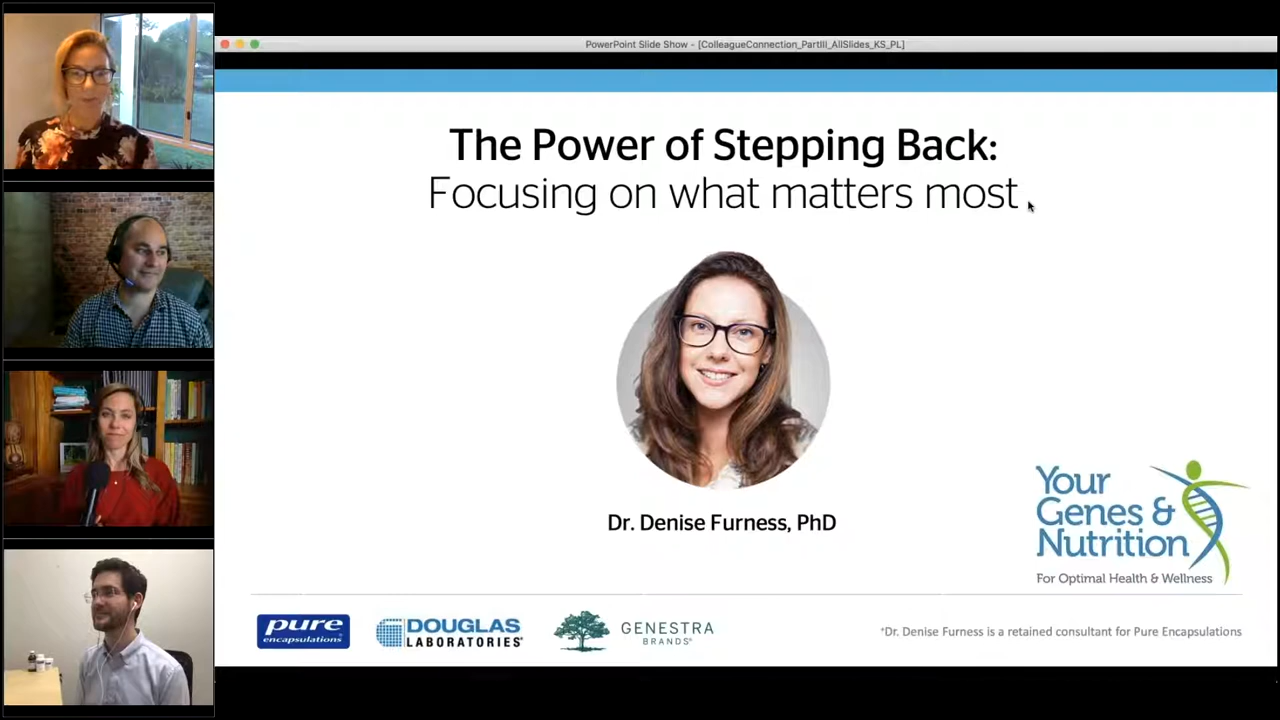 PowerPoint Slide Show - [ColleagueConnection_PartIII_AllSlides_KS_PL]
The Power of Stepping Back:
Focusing on what matters most
Dr. Denise Furness, PhD
Your
Genes &
Nutrition
For Optimal Health & Wellness
pure
encapsulations®
DOUGLAS
LABORATORIES®
GENESTRA
BRANDS®
*Dr. Denise Furness is a retained consultant for Pure Encapsulations